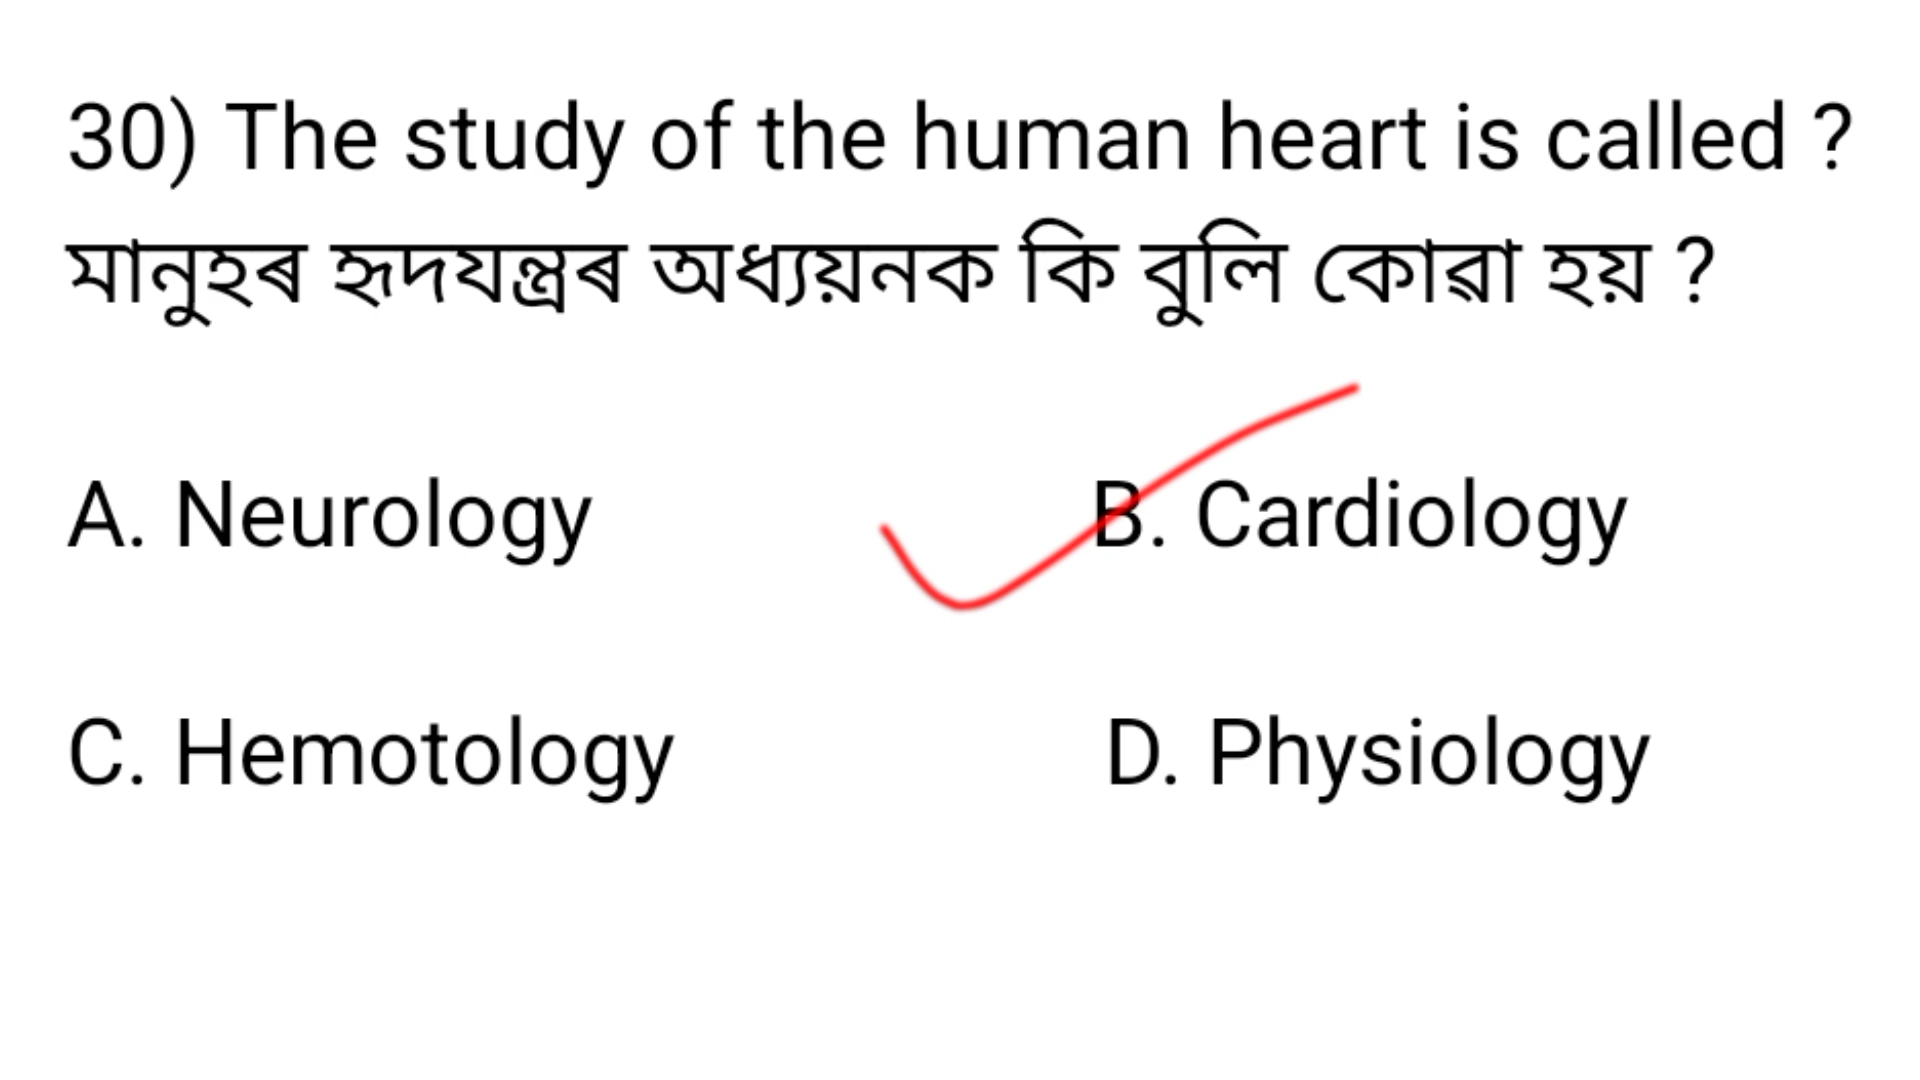 30) The study of the human heart is called ?
মানুহৰ হৃদযন্ত্ৰৰ অধ্যয়নক কি বুলি কোৱা হয় ?
A. Neurology B. Cardiology
C. Hemotology D. Physiology